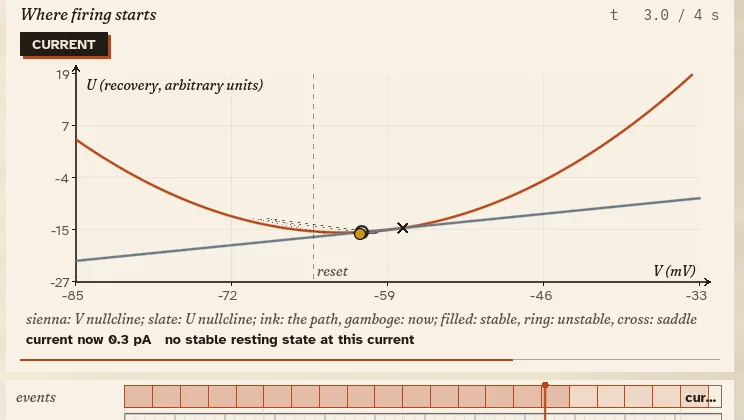 Where firing starts
t 3.0 / 4 s
CURRENT
U (recovery, arbitrary units)
19
7
-4
-15
-27
reset
V (mV)
-85
-72
-59
-46
-33
sienna: V nullcline; slate: U nullcline; ink: the path, gamboge: now; filled: stable, ring: unstable, cross: saddle
current now 0.3 pA no stable resting state at this current
events
cur...